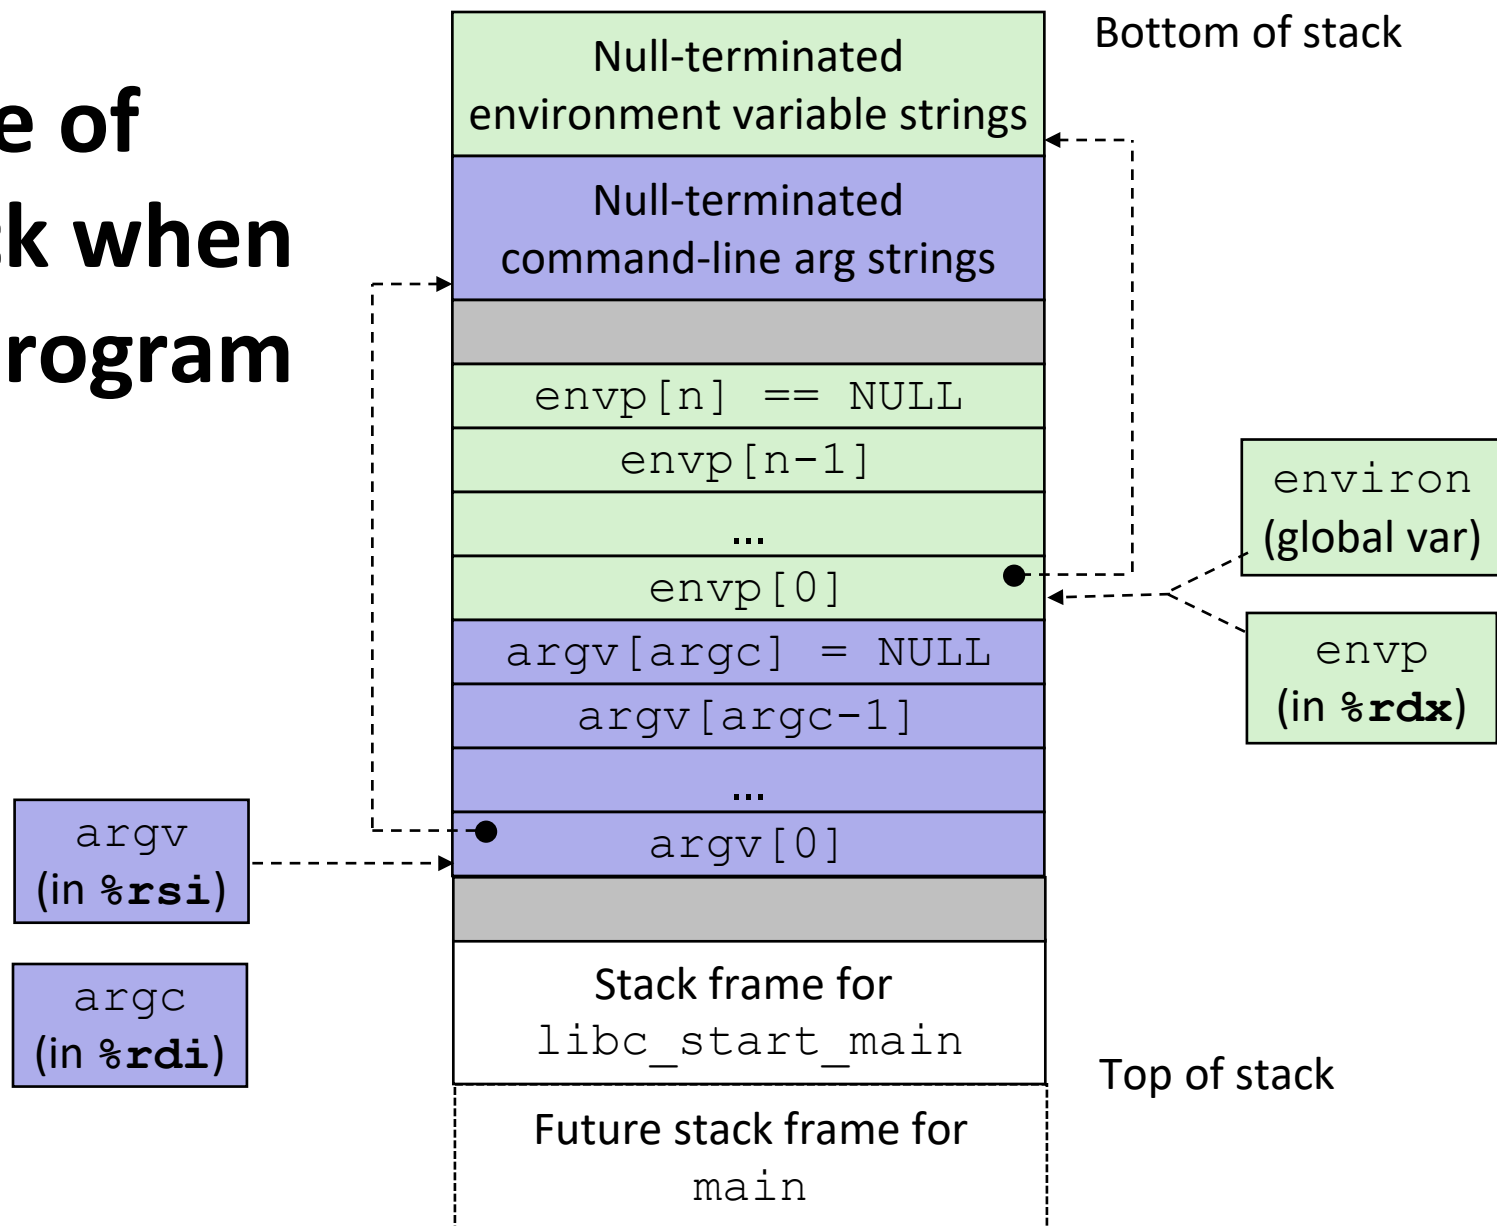 e of
k when
rogram
Bottom of stack
Null-terminated
environment variable strings
Null-terminated
command-line arg strings
envp[n] == NULL
envp[n-1]
...
envp[0]
argv[argc] = NULL
argv[argc-1]
...
argv[0]
environ
(global var)
envp
(in %rdx)
argv
(in %rsi)
argc
(in %rdi)
Stack frame for
libc_start_main
Top of stack
Future stack frame for
main